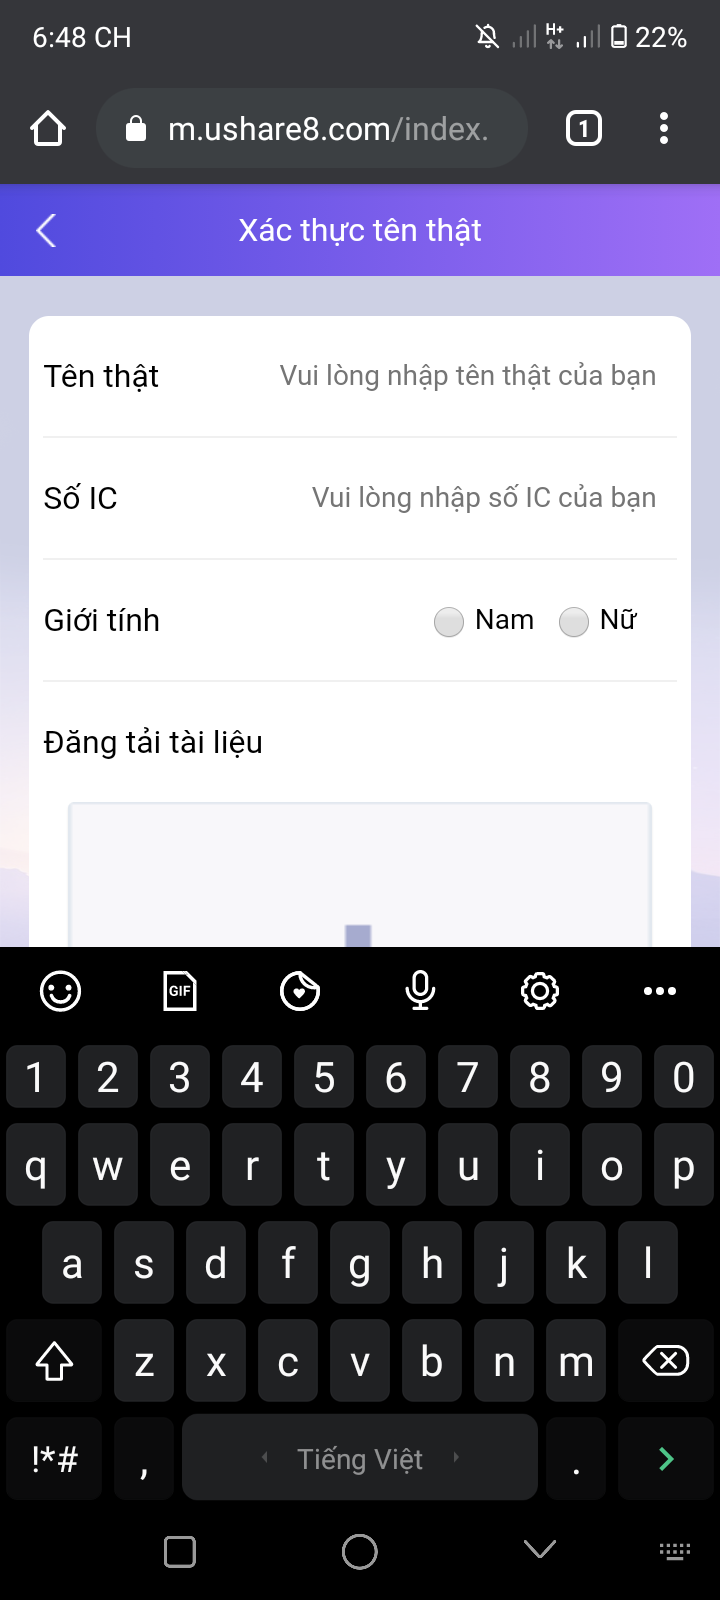 6:48 CH
H+
22%
m.ushare8.com/index.
1
Xác thực tên thật
Tên thật Vui lòng nhập tên thật của bạn
Số IC Vui lòng nhập số IC của bạn
Giới tính Nam Nữ
Đăng tải tài liệu
GIF
1 2 3 4 5 6 7 8 9 0
q w e r t y u i o p
a s d f g h j k l
z x c v b n m
!*# , Tiếng Việt .